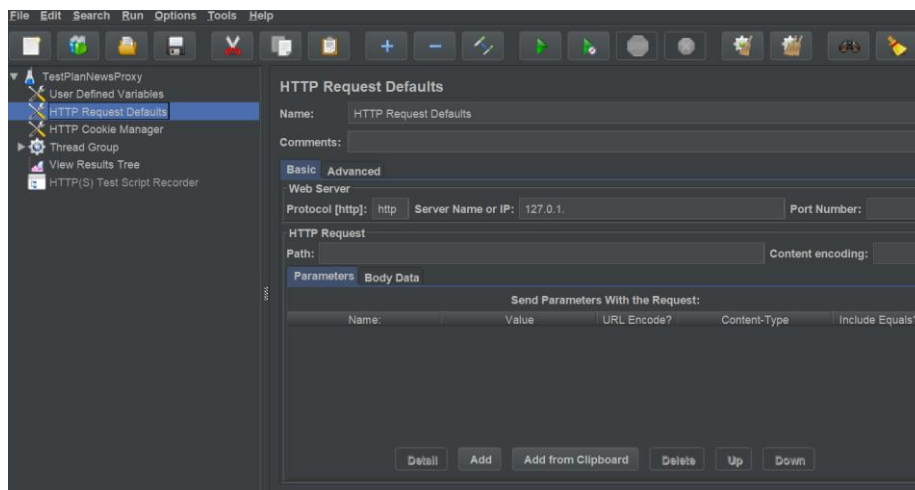 File Edit Search Run Options Tools Help
TestPlanNewsProxy
User Defined Variables
HTTP Request Defaults
HTTP Cookie Manager
Thread Group
View Results Tree
HTTP(S) Test Script Recorder
HTTP Request Defaults
Name: HTTP Request Defaults
Comments:
Basic Advanced
Web Server
Protocol [http]: http Server Name or IP: 127.0.1. Port Number:
HTTP Request
Path: Content encoding:
Parameters Body Data
Send Parameters With the Request:
Name: Value URL Encode? Content-Type Include Equals?
Detail Add Add from Clipboard Delete Up Down